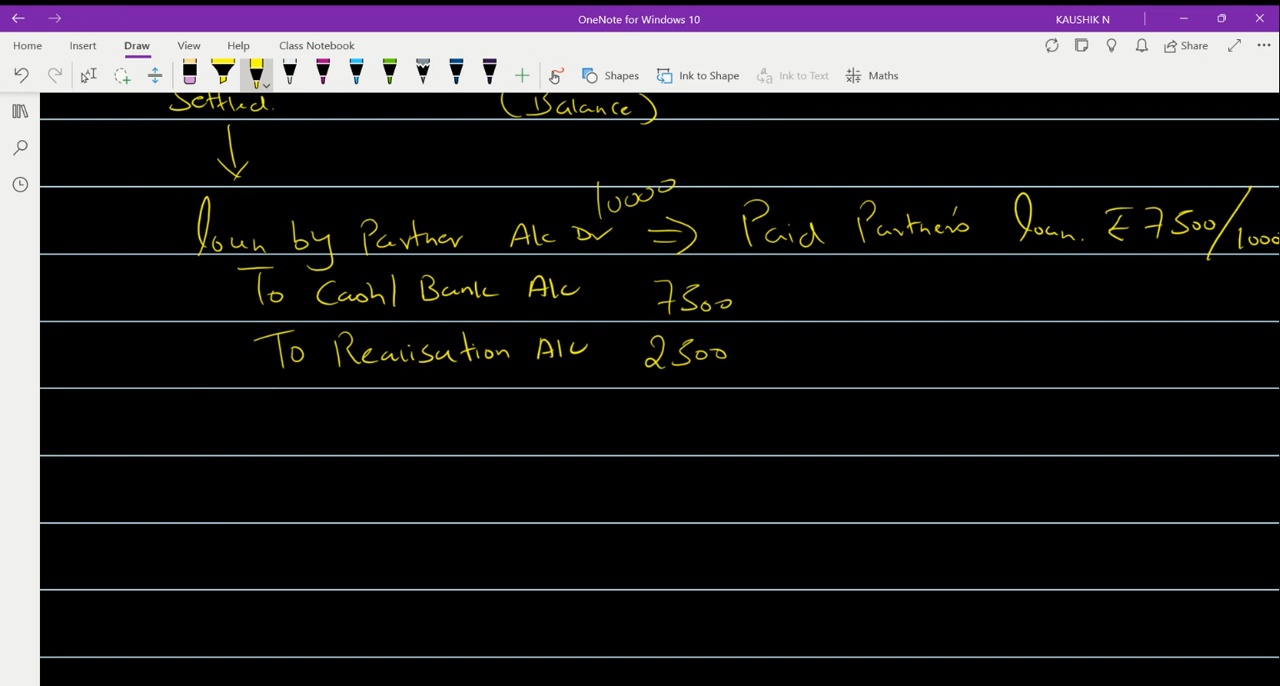 OneNote for Windows 10
KAUSHIK N
Home Insert Draw View Help Class Notebook
Share
Shapes Ink to Shape Ink to Text Maths
Settled. (Balance)
loan by Partner A/c Dr 10000 ⇒ Paid Partner's loan. ₹ 7500/1000
To Cash/Bank A/c 7500
To Realisation A/c 2500